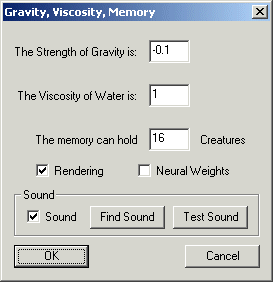 Gravity, Viscosity, Memory
The Strength of Gravity is: -0.1
The Viscosity of Water is: 1
The memory can hold 16 Creatures
Rendering Neural Weights
Sound
Sound Find Sound Test Sound
OK Cancel